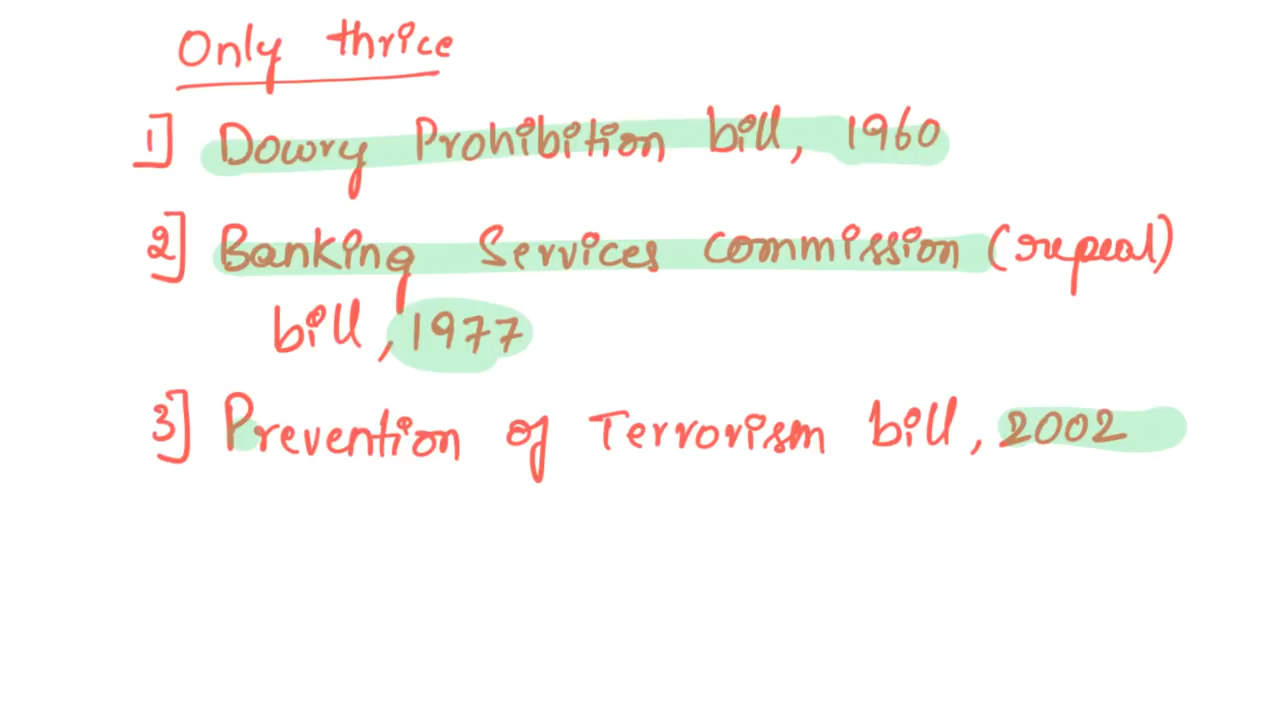 Only thrice
1] Dowry Prohibition bill, 1960
2] Banking Services commission (repeal)
bill, 1977
3] Prevention of Terrorism bill, 2002